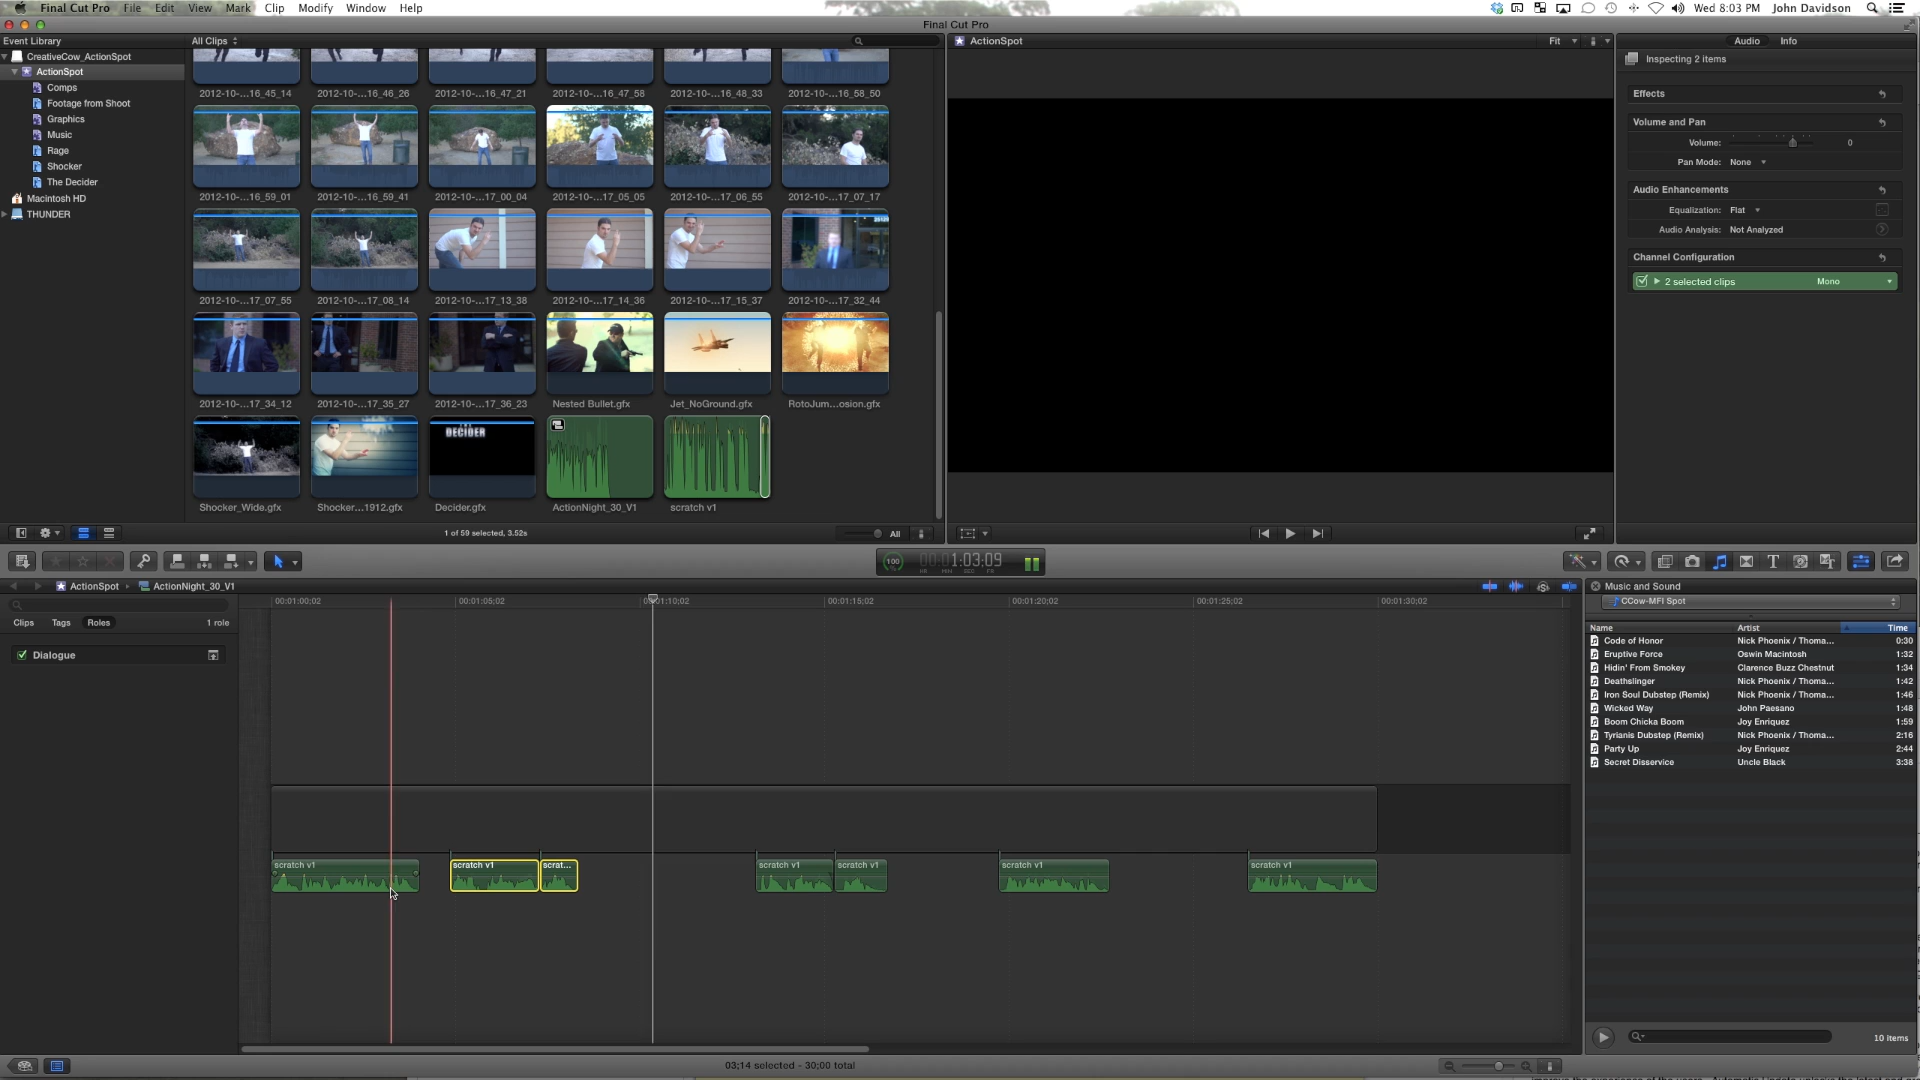 Final Cut Pro File Edit View Mark Clip Modify Window Help
Wed 8:03 PM John Davidson
Final Cut Pro
Event Library
All Clips
ActionSpot
Fit
Audio Info
CreativeCow_ActionSpot
ActionSpot
Comps
Footage from Shoot
Graphics
Music
Rage
Shocker
The Decider
Macintosh HD
THUNDER
2012-10-...16_45_14 2012-10-...16_46_26 2012-10-...16_47_21 2012-10-...16_47_58 2012-10-...16_48_33 2012-10-...16_58_50
2012-10-...16_59_01 2012-10-...16_59_41 2012-10-...17_00_04 2012-10-...17_05_05 2012-10-...17_06_55 2012-10-...17_07_17
2012-10-...17_07_55 2012-10-...17_08_14 2012-10-...17_13_38 2012-10-...17_14_36 2012-10-...17_15_37 2012-10-...17_32_44
2012-10-...17_34_12 2012-10-...17_35_27 2012-10-...17_36_23 Nested Bullet.gfx Jet_NoGround.gfx RotoJum...osion.gfx
DECIDER
Shocker_Wide.gfx Shocker...1912.gfx Decider.gfx ActionNight_30_V1 scratch v1
1 of 59 selected, 3.52s
All
Inspecting 2 items
Effects
Volume and Pan
Volume: 0
Pan Mode: None
Audio Enhancements
Equalization: Flat
Audio Analysis: Not Analyzed
Channel Configuration
2 selected clips Mono
100 00:0 1:03;09
HR MIN SEC FR
ActionSpot ActionNight_30_V1
Clips Tags Roles 1 role
Dialogue
00:01:00;02 00:01:05;02 00:01:10;02 00:01:15;02 00:01:20;02 00:01:25;02 00:01:30;02
scratch v1 scratch v1 scrat... scratch v1 scratch v1 scratch v1 scratch v1
03;14 selected - 30;00 total
Music and Sound
CCow-MFI Spot
Name Artist Time
Code of Honor Nick Phoenix / Thoma... 0:30
Eruptive Force Oswin Macintosh 1:32
Hidin' From Smokey Clarence Buzz Chestnut 1:34
Deathslinger Nick Phoenix / Thoma... 1:42
Iron Soul Dubstep (Remix) Nick Phoenix / Thoma... 1:46
Wicked Way John Paesano 1:48
Boom Chicka Boom Joy Enriquez 1:59
Tyrianis Dubstep (Remix) Nick Phoenix / Thoma... 2:16
Party Up Joy Enriquez 2:44
Secret Disservice Uncle Black 3:38
10 items